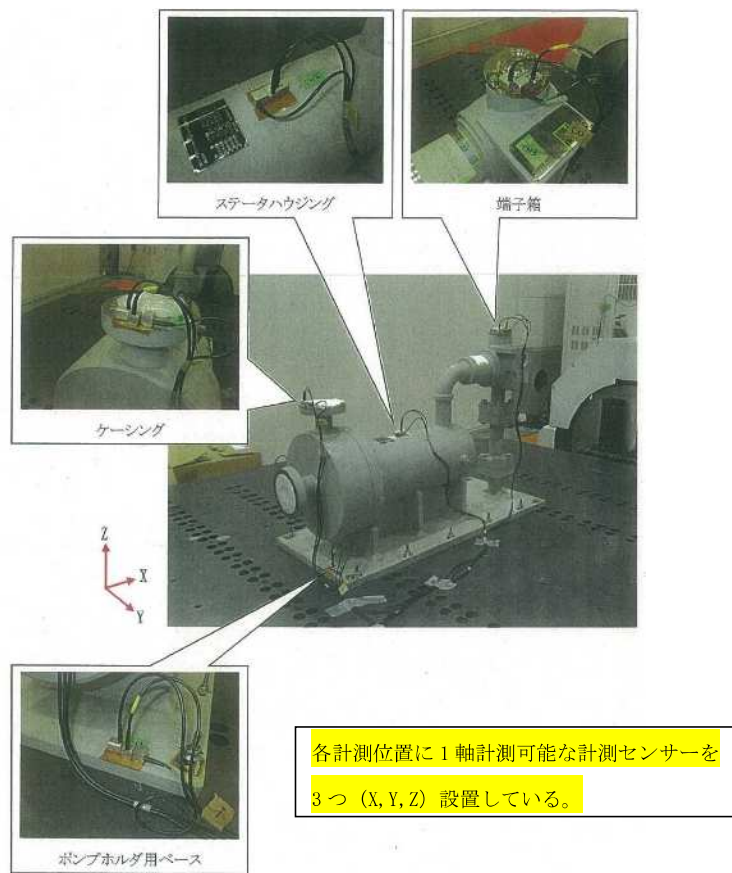 ステータハウジング
端子箱
ケーシング
Z
X
Y
各計測位置に1軸計測可能な計測センサーを
3つ（X,Y,Z）設置している。
ポンプホルダ用ベース